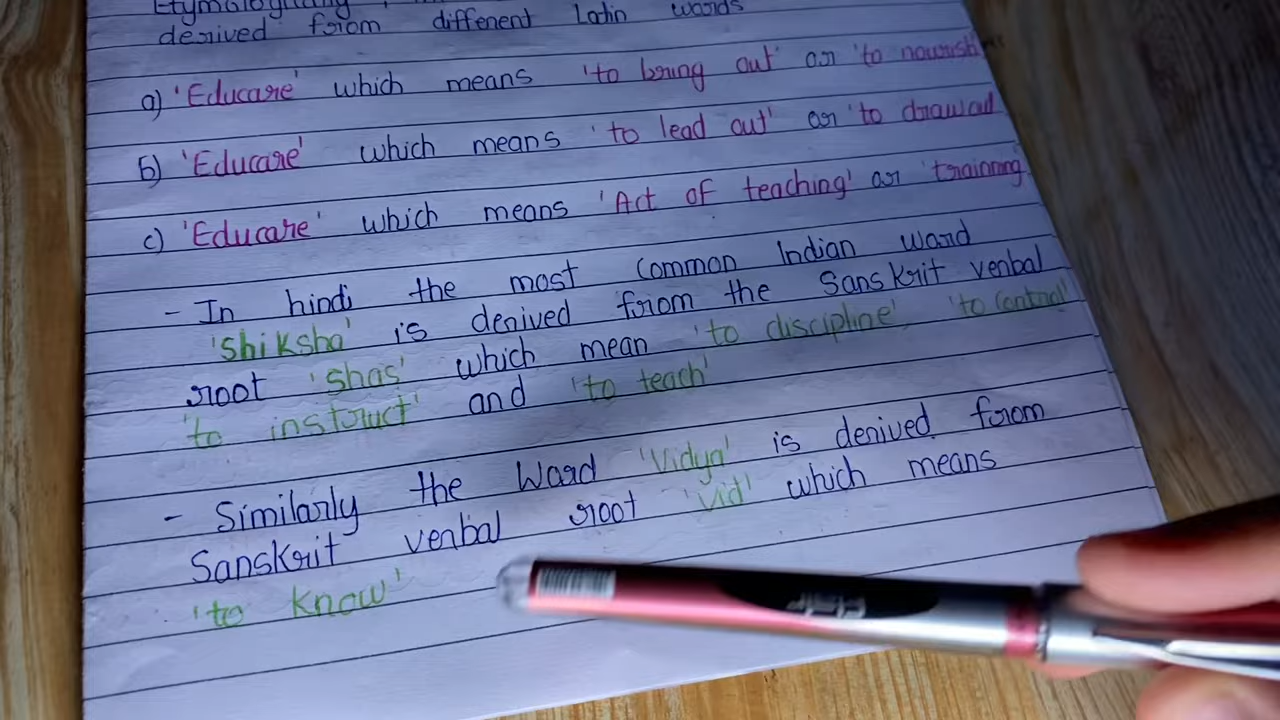 derived from different Latin words
a) 'Educare' which means 'to bring out' or 'to nourish'
b) 'Educare' which means 'to lead out' or 'to drawout
c) 'Educare' which means 'Act of teaching' or 'training'
- In hindi the most Common Indian word
'Shiksha' is derived from the Sanskrit verbal
root 'shas' which mean 'to discipline', 'to control'
'to instruct' and 'to teach'
- Similarly the Word 'Vidya' is derived from
Sanskrit verbal root 'Vid' which means
'to know'